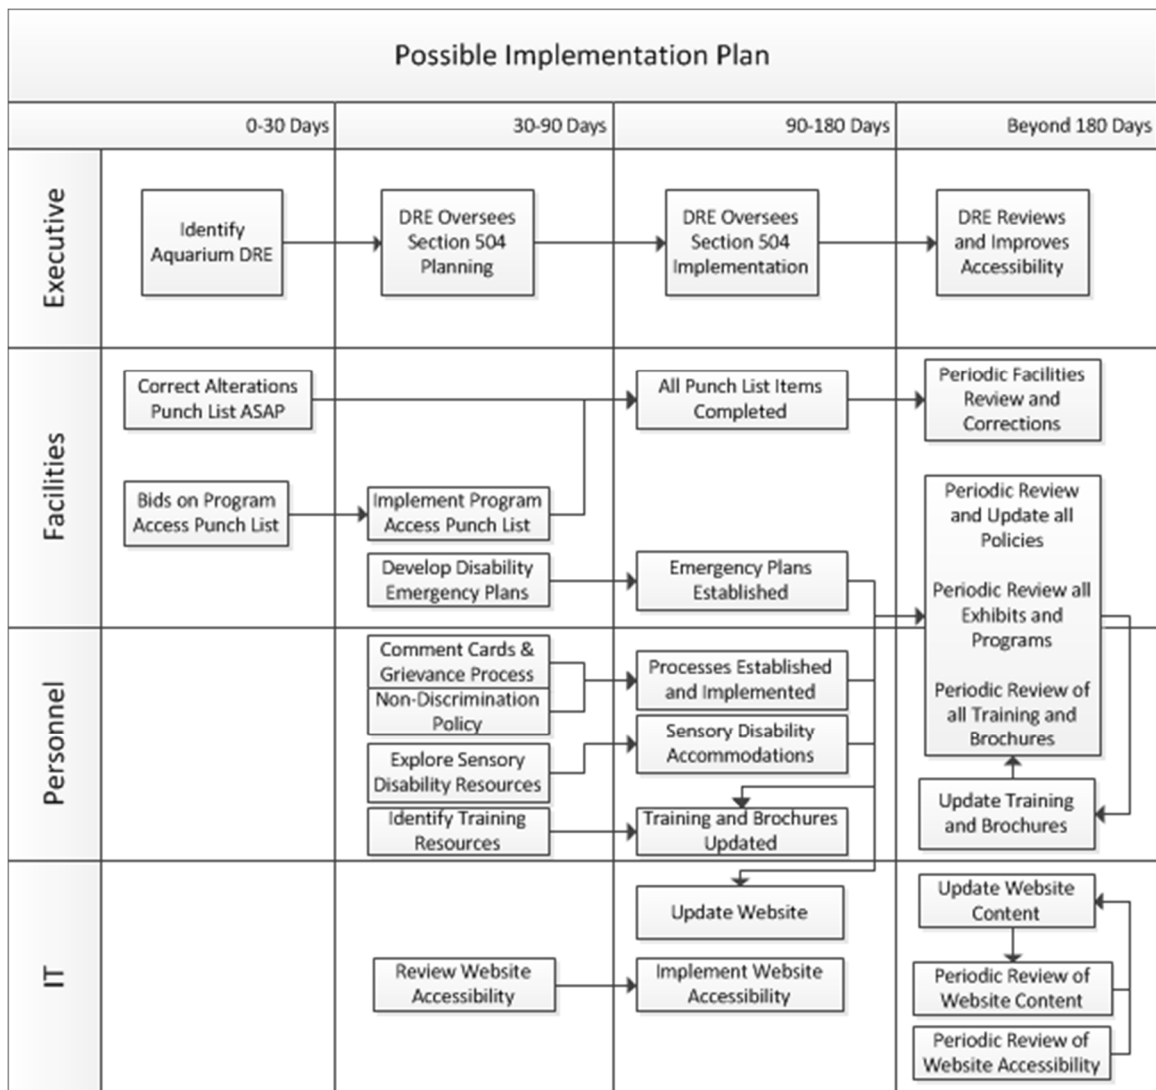 Possible Implementation Plan
0-30 Days
30-90 Days
90-180 Days
Beyond 180 Days
Executive
Identify
Aquarium DRE
DRE Oversees
Section 504
Planning
DRE Oversees
Section 504
Implementation
DRE Reviews
and Improves
Accessibility
Facilities
Correct Alterations
Punch List ASAP
All Punch List Items
Completed
Periodic Facilities
Review and
Corrections
Bids on Program
Access Punch List
Implement Program
Access Punch List
Develop Disability
Emergency Plans
Emergency Plans
Established
Periodic Review
and Update all
Policies
Periodic Review all
Exhibits and
Programs
Periodic Review of
all Training and
Brochures
Personnel
Comment Cards &
Grievance Process
Non-Discrimination
Policy
Processes Established
and Implemented
Explore Sensory
Disability Resources
Sensory Disability
Accommodations
Identify Training
Resources
Training and Brochures
Updated
Update Training
and Brochures
IT
Update Website
Update Website
Content
Review Website
Accessibility
Implement Website
Accessibility
Periodic Review of
Website Content
Periodic Review of
Website Accessibility